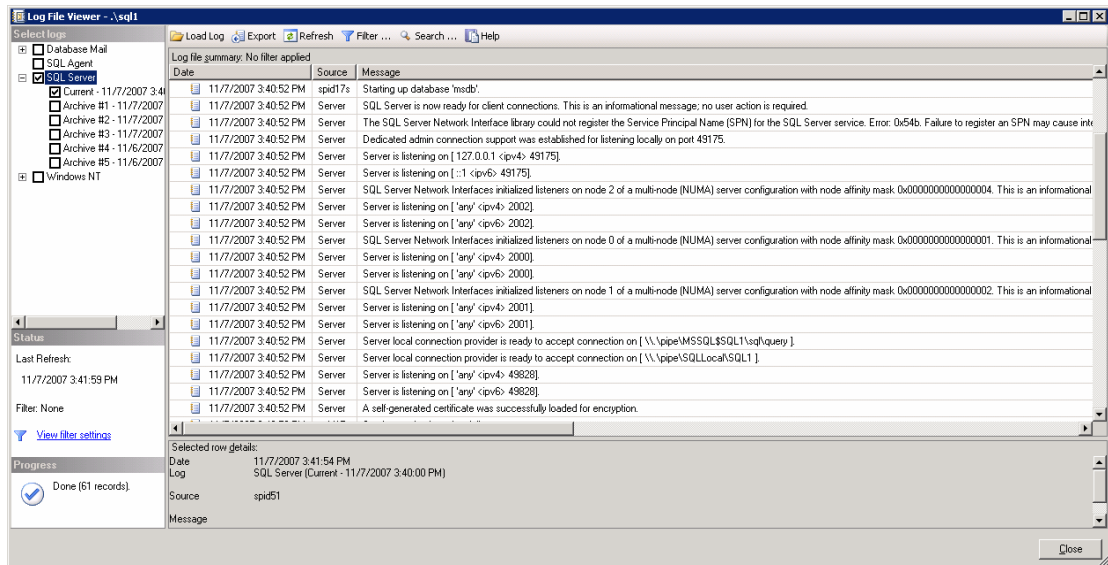 Log File Viewer - .\sql1
Select logs
Load Log Export Refresh Filter ... Search ... Help
Database Mail
SQL Agent
SQL Server
Current - 11/7/2007 3:4
Archive #1 - 11/7/2007
Archive #2 - 11/7/2007
Archive #3 - 11/7/2007
Archive #4 - 11/6/2007
Archive #5 - 11/6/2007
Windows NT
Status
Last Refresh:
11/7/2007 3:41:59 PM
Filter: None
View filter settings
Progress
Done (61 records).
Log file summary: No filter applied
Date Source Message
11/7/2007 3:40:52 PM spid17s Starting up database 'msdb'.
11/7/2007 3:40:52 PM Server SQL Server is now ready for client connections. This is an informational message; no user action is required.
11/7/2007 3:40:52 PM Server The SQL Server Network Interface library could not register the Service Principal Name (SPN) for the SQL Server service. Error: 0x54b. Failure to register an SPN may cause inte
11/7/2007 3:40:52 PM Server Dedicated admin connection support was established for listening locally on port 49175.
11/7/2007 3:40:52 PM Server Server is listening on [ 127.0.0.1 <ipv4> 49175].
11/7/2007 3:40:52 PM Server Server is listening on [ ::1 <ipv6> 49175].
11/7/2007 3:40:52 PM Server SQL Server Network Interfaces initialized listeners on node 2 of a multi-node (NUMA) server configuration with node affinity mask 0x0000000000000004. This is an informational
11/7/2007 3:40:52 PM Server Server is listening on [ 'any' <ipv4> 2002].
11/7/2007 3:40:52 PM Server Server is listening on [ 'any' <ipv6> 2002].
11/7/2007 3:40:52 PM Server SQL Server Network Interfaces initialized listeners on node 0 of a multi-node (NUMA) server configuration with node affinity mask 0x0000000000000001. This is an informational
11/7/2007 3:40:52 PM Server Server is listening on [ 'any' <ipv4> 2000].
11/7/2007 3:40:52 PM Server Server is listening on [ 'any' <ipv6> 2000].
11/7/2007 3:40:52 PM Server SQL Server Network Interfaces initialized listeners on node 1 of a multi-node (NUMA) server configuration with node affinity mask 0x0000000000000002. This is an informational
11/7/2007 3:40:52 PM Server Server is listening on [ 'any' <ipv4> 2001].
11/7/2007 3:40:52 PM Server Server is listening on [ 'any' <ipv6> 2001].
11/7/2007 3:40:52 PM Server Server local connection provider is ready to accept connection on [ \\.\pipe\MSSQL$SQL1\sql\query ].
11/7/2007 3:40:52 PM Server Server local connection provider is ready to accept connection on [ \\.\pipe\SQLLocal\SQL1 ].
11/7/2007 3:40:52 PM Server Server is listening on [ 'any' <ipv4> 49828].
11/7/2007 3:40:52 PM Server Server is listening on [ 'any' <ipv6> 49828].
11/7/2007 3:40:52 PM Server A self-generated certificate was successfully loaded for encryption.
Selected row details:
Date 11/7/2007 3:41:54 PM
Log SQL Server (Current - 11/7/2007 3:40:00 PM)
Source spid51
Message
Close